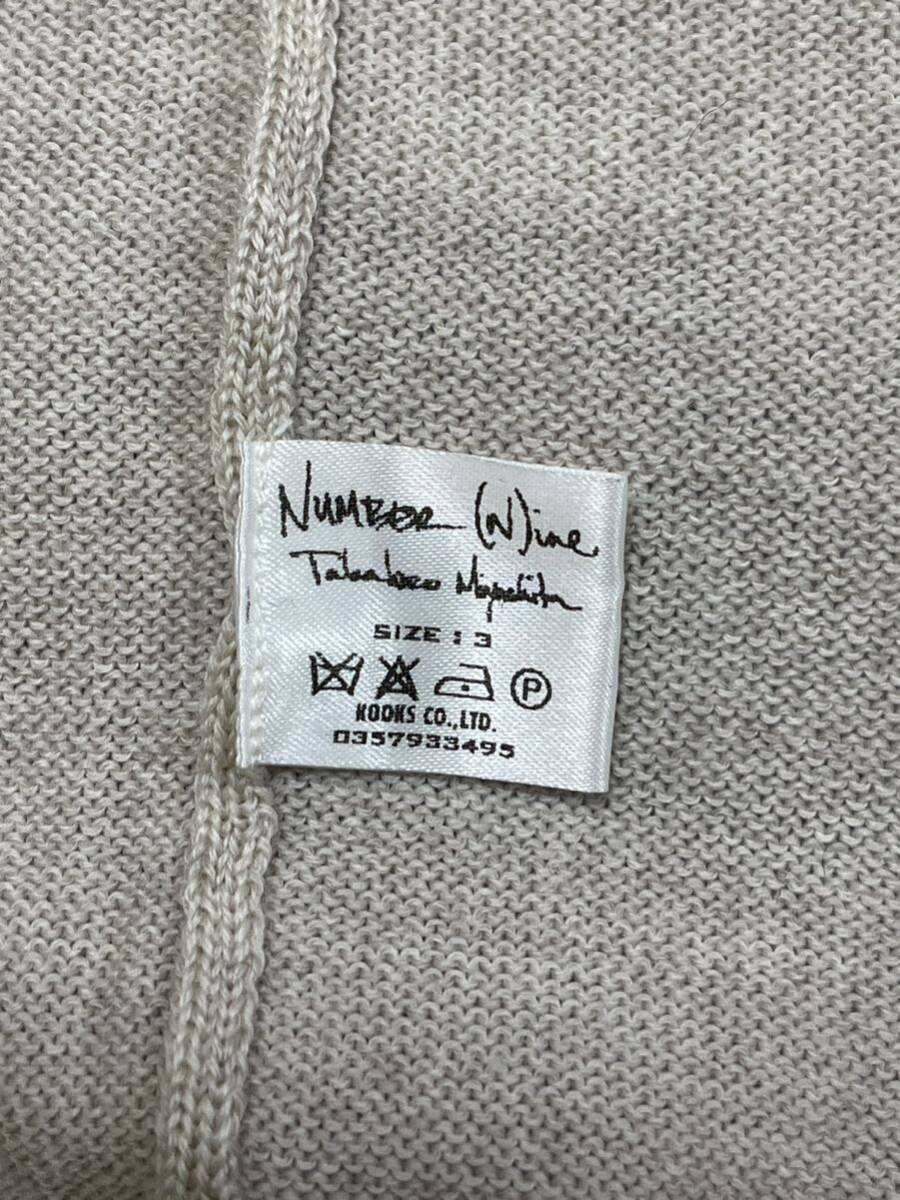 NUMBER (N)ine
Takahiro Miyashita
SIZE : 3
P
KOOKS CO.,LTD.
0357933495